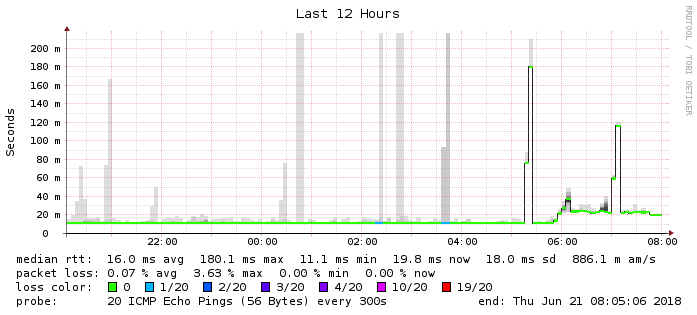 Last 12 Hours
RRDTOOL / TOBI OETIKER
Seconds
200 m
180 m
160 m
140 m
120 m
100 m
80 m
60 m
40 m
20 m
0
22:00 00:00 02:00 04:00 06:00 08:00
median rtt: 16.0 ms avg 180.1 ms max 11.1 ms min 19.8 ms now 18.0 ms sd 886.1 m am/s
packet loss: 0.07 % avg 3.63 % max 0.00 % min 0.00 % now
loss color: 0 1/20 2/20 3/20 4/20 10/20 19/20
probe: 20 ICMP Echo Pings (56 Bytes) every 300s end: Thu Jun 21 08:05:06 2018